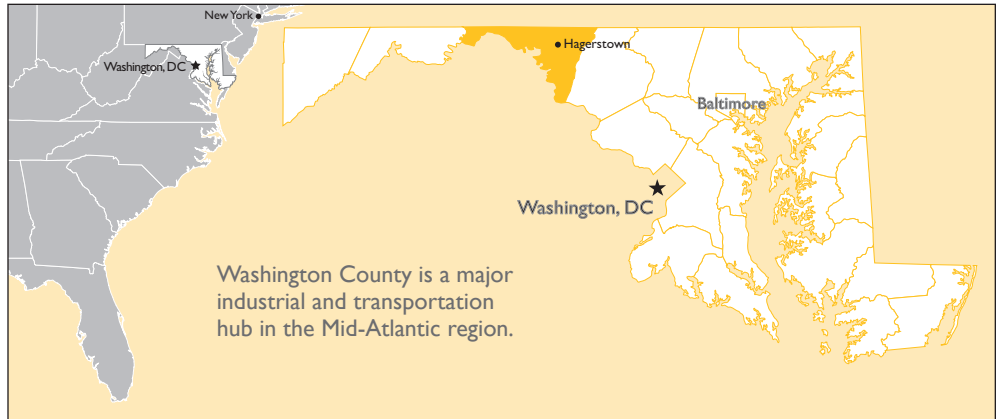 New York
Washington, DC
Hagerstown
Baltimore
Washington, DC
Washington County is a major
industrial and transportation
hub in the Mid-Atlantic region.